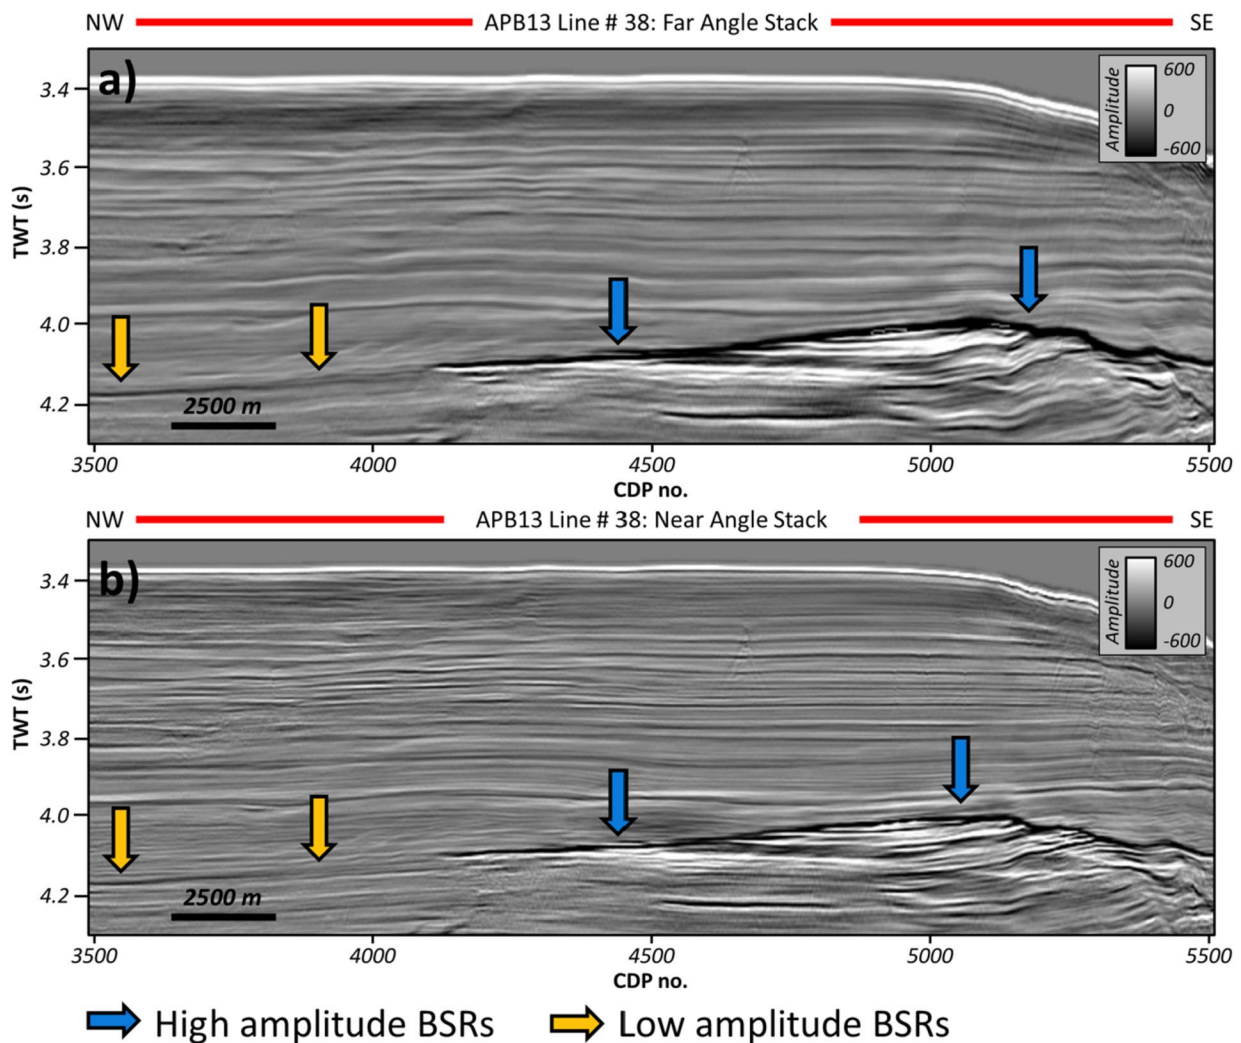 NW APB13 Line # 38: Far Angle Stack SE
a)
Amplitude 600 0 -600
TWT (s)
3.4
3.6
3.8
4.0
4.2
2500 m
3500 4000 4500 5000 5500
CDP no.
NW APB13 Line # 38: Near Angle Stack SE
b)
Amplitude 600 0 -600
TWT (s)
3.4
3.6
3.8
4.0
4.2
2500 m
3500 4000 4500 5000 5500
CDP no.
High amplitude BSRs Low amplitude BSRs